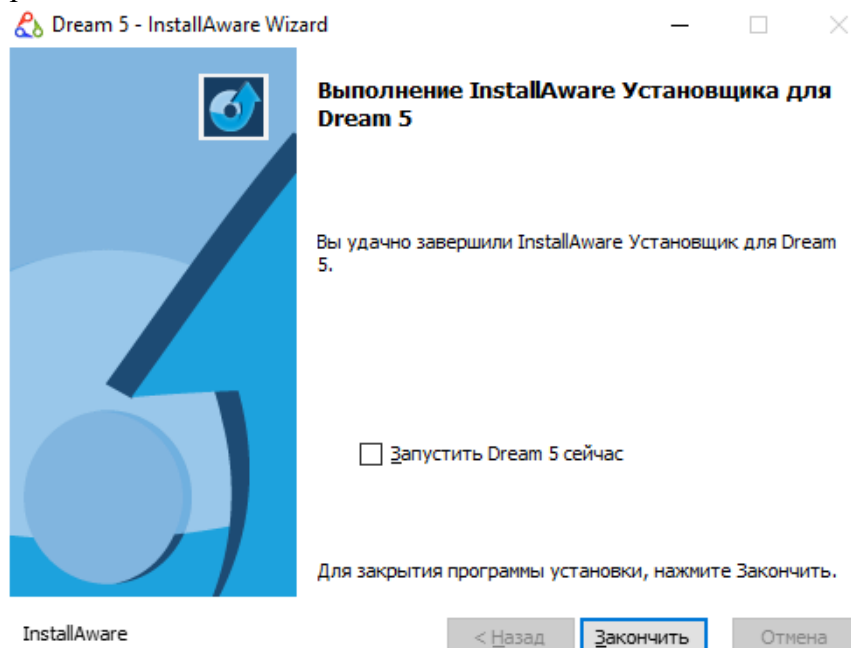 Dream 5 - InstallAware Wizard
Выполнение InstallAware Установщика для
Dream 5
Вы удачно завершили InstallAware Установщик для Dream
5.
Запустить Dream 5 сейчас
Для закрытия программы установки, нажмите Закончить.
InstallAware
< Назад
Закончить
Отмена